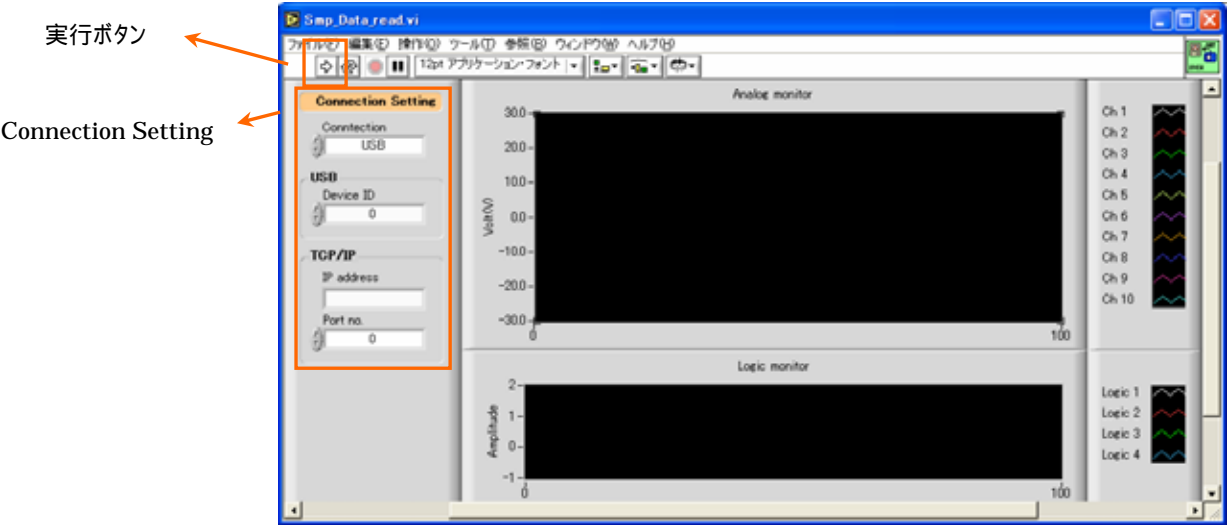 実行ボタン
Connection Setting
Smp_Data_read.vi
ファイル(F) 編集(E) 操作(O) ツール(T) 参照(B) ウィンドウ(W) ヘルプ(H)
12pt アプリケーション・フォント
Connection Setting
Conntection
USB
USB
Device ID
0
TCP/IP
IP address
Port no.
0
Analog monitor
Volt(V)
30.0
20.0
10.0
0.0
-10.0
-20.0
-30.0
0
100
Ch 1
Ch 2
Ch 3
Ch 4
Ch 5
Ch 6
Ch 7
Ch 8
Ch 9
Ch 10
Logic monitor
Amplitude
2
1
0
-1
0
100
Logic 1
Logic 2
Logic 3
Logic 4